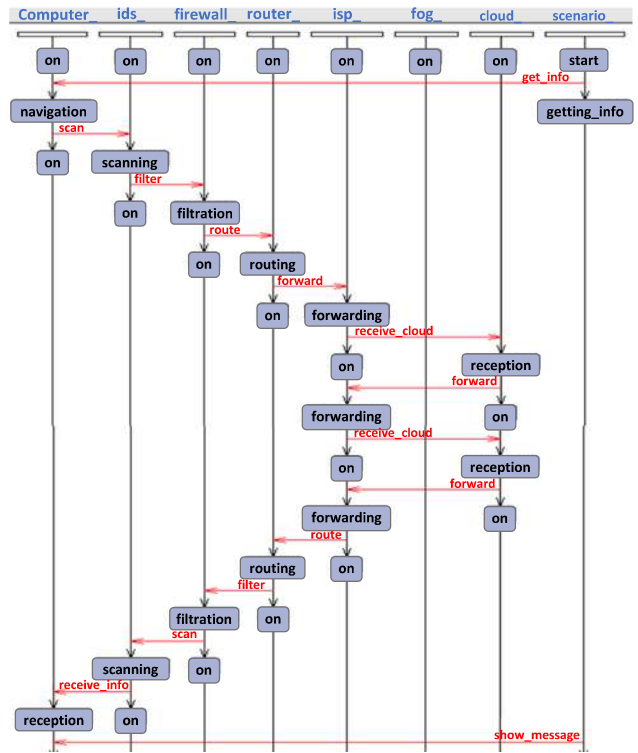 Computer_ ids_ firewall_ router_ isp_ fog_ cloud_ scenario_
on on on on on on on start
get_info
navigation getting_info
scan
on scanning
filter
on filtration
route
on routing
forward
on forwarding
receive_cloud
on reception
forward
forwarding on
receive_cloud
on reception
forward
forwarding on
route
routing on
filter
filtration on
scan
scanning on
receive_info
reception on
show_message